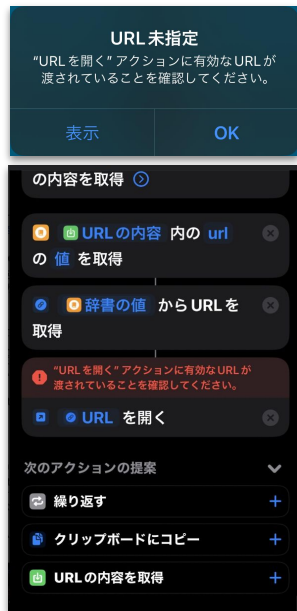 URL未指定
“URLを開く” アクションに有効なURLが
渡されていることを確認してください。
表示 OK
の内容を取得
URLの内容 内の url
の 値 を取得
辞書の値 からURLを
取得
“URLを開く” アクションに有効なURLが
渡されていることを確認してください。
URL を開く
次のアクションの提案
繰り返す
クリップボードにコピー
URLの内容を取得